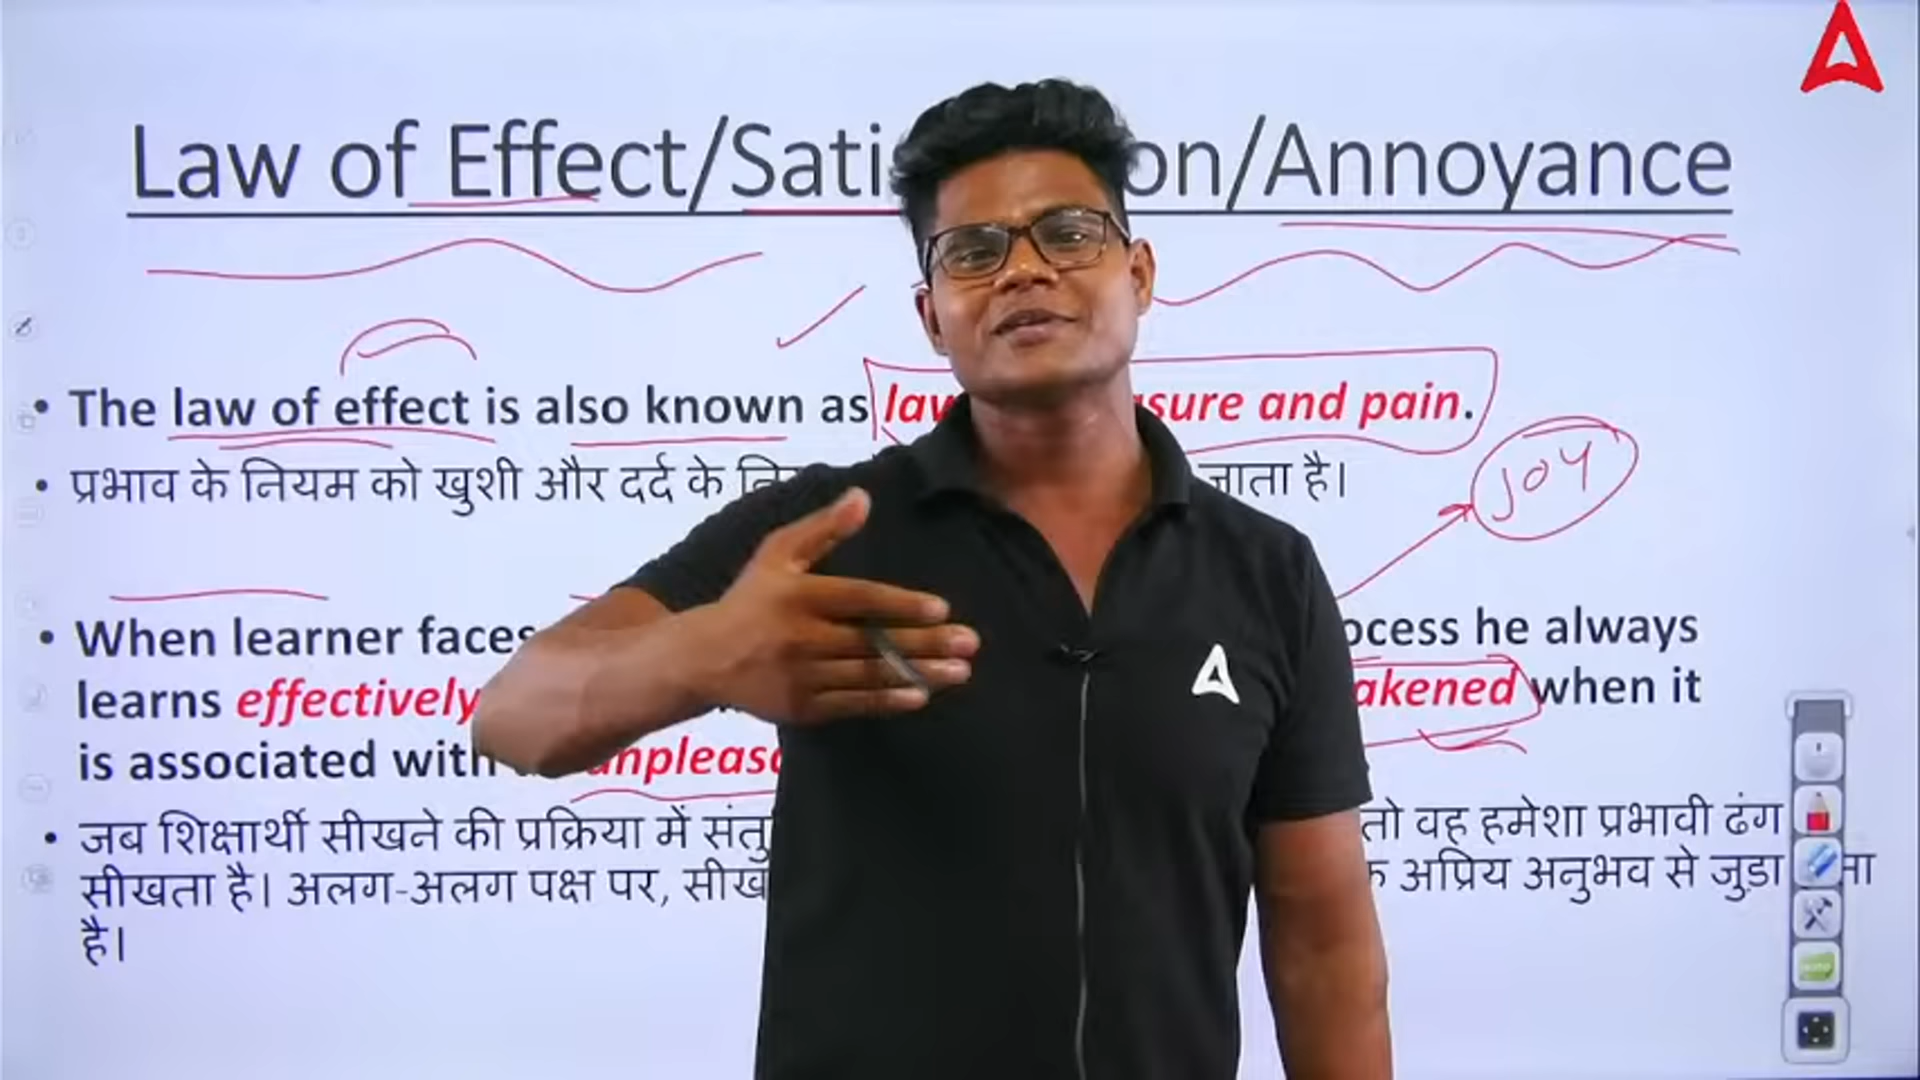 Law of Effect/Sati on/Annoyance
• The law of effect is also known as law sure and pain.
• प्रभाव के नियम को खुशी और दर्द के जाता है।
JOY
• When learner faces ocess he always
learns effectively akened when it
is associated with unpleasa
• जब शिक्षार्थी सीखने की प्रक्रिया में संतु तो वह हमेशा प्रभावी ढंग
सीखता है। अलग-अलग पक्ष पर, सीख अप्रिय अनुभव से जुड़ा
है।